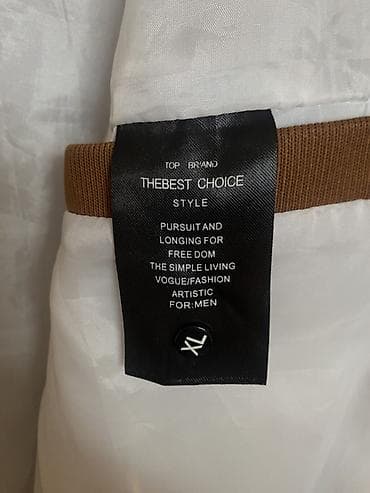 TOP BRAND
THEBEST CHOICE
STYLE
PURSUIT AND
LONGING FOR
FREE DOM
THE SIMPLE LIVING
VOGUE/FASHION
ARTISTIC
FOR:MEN
XL